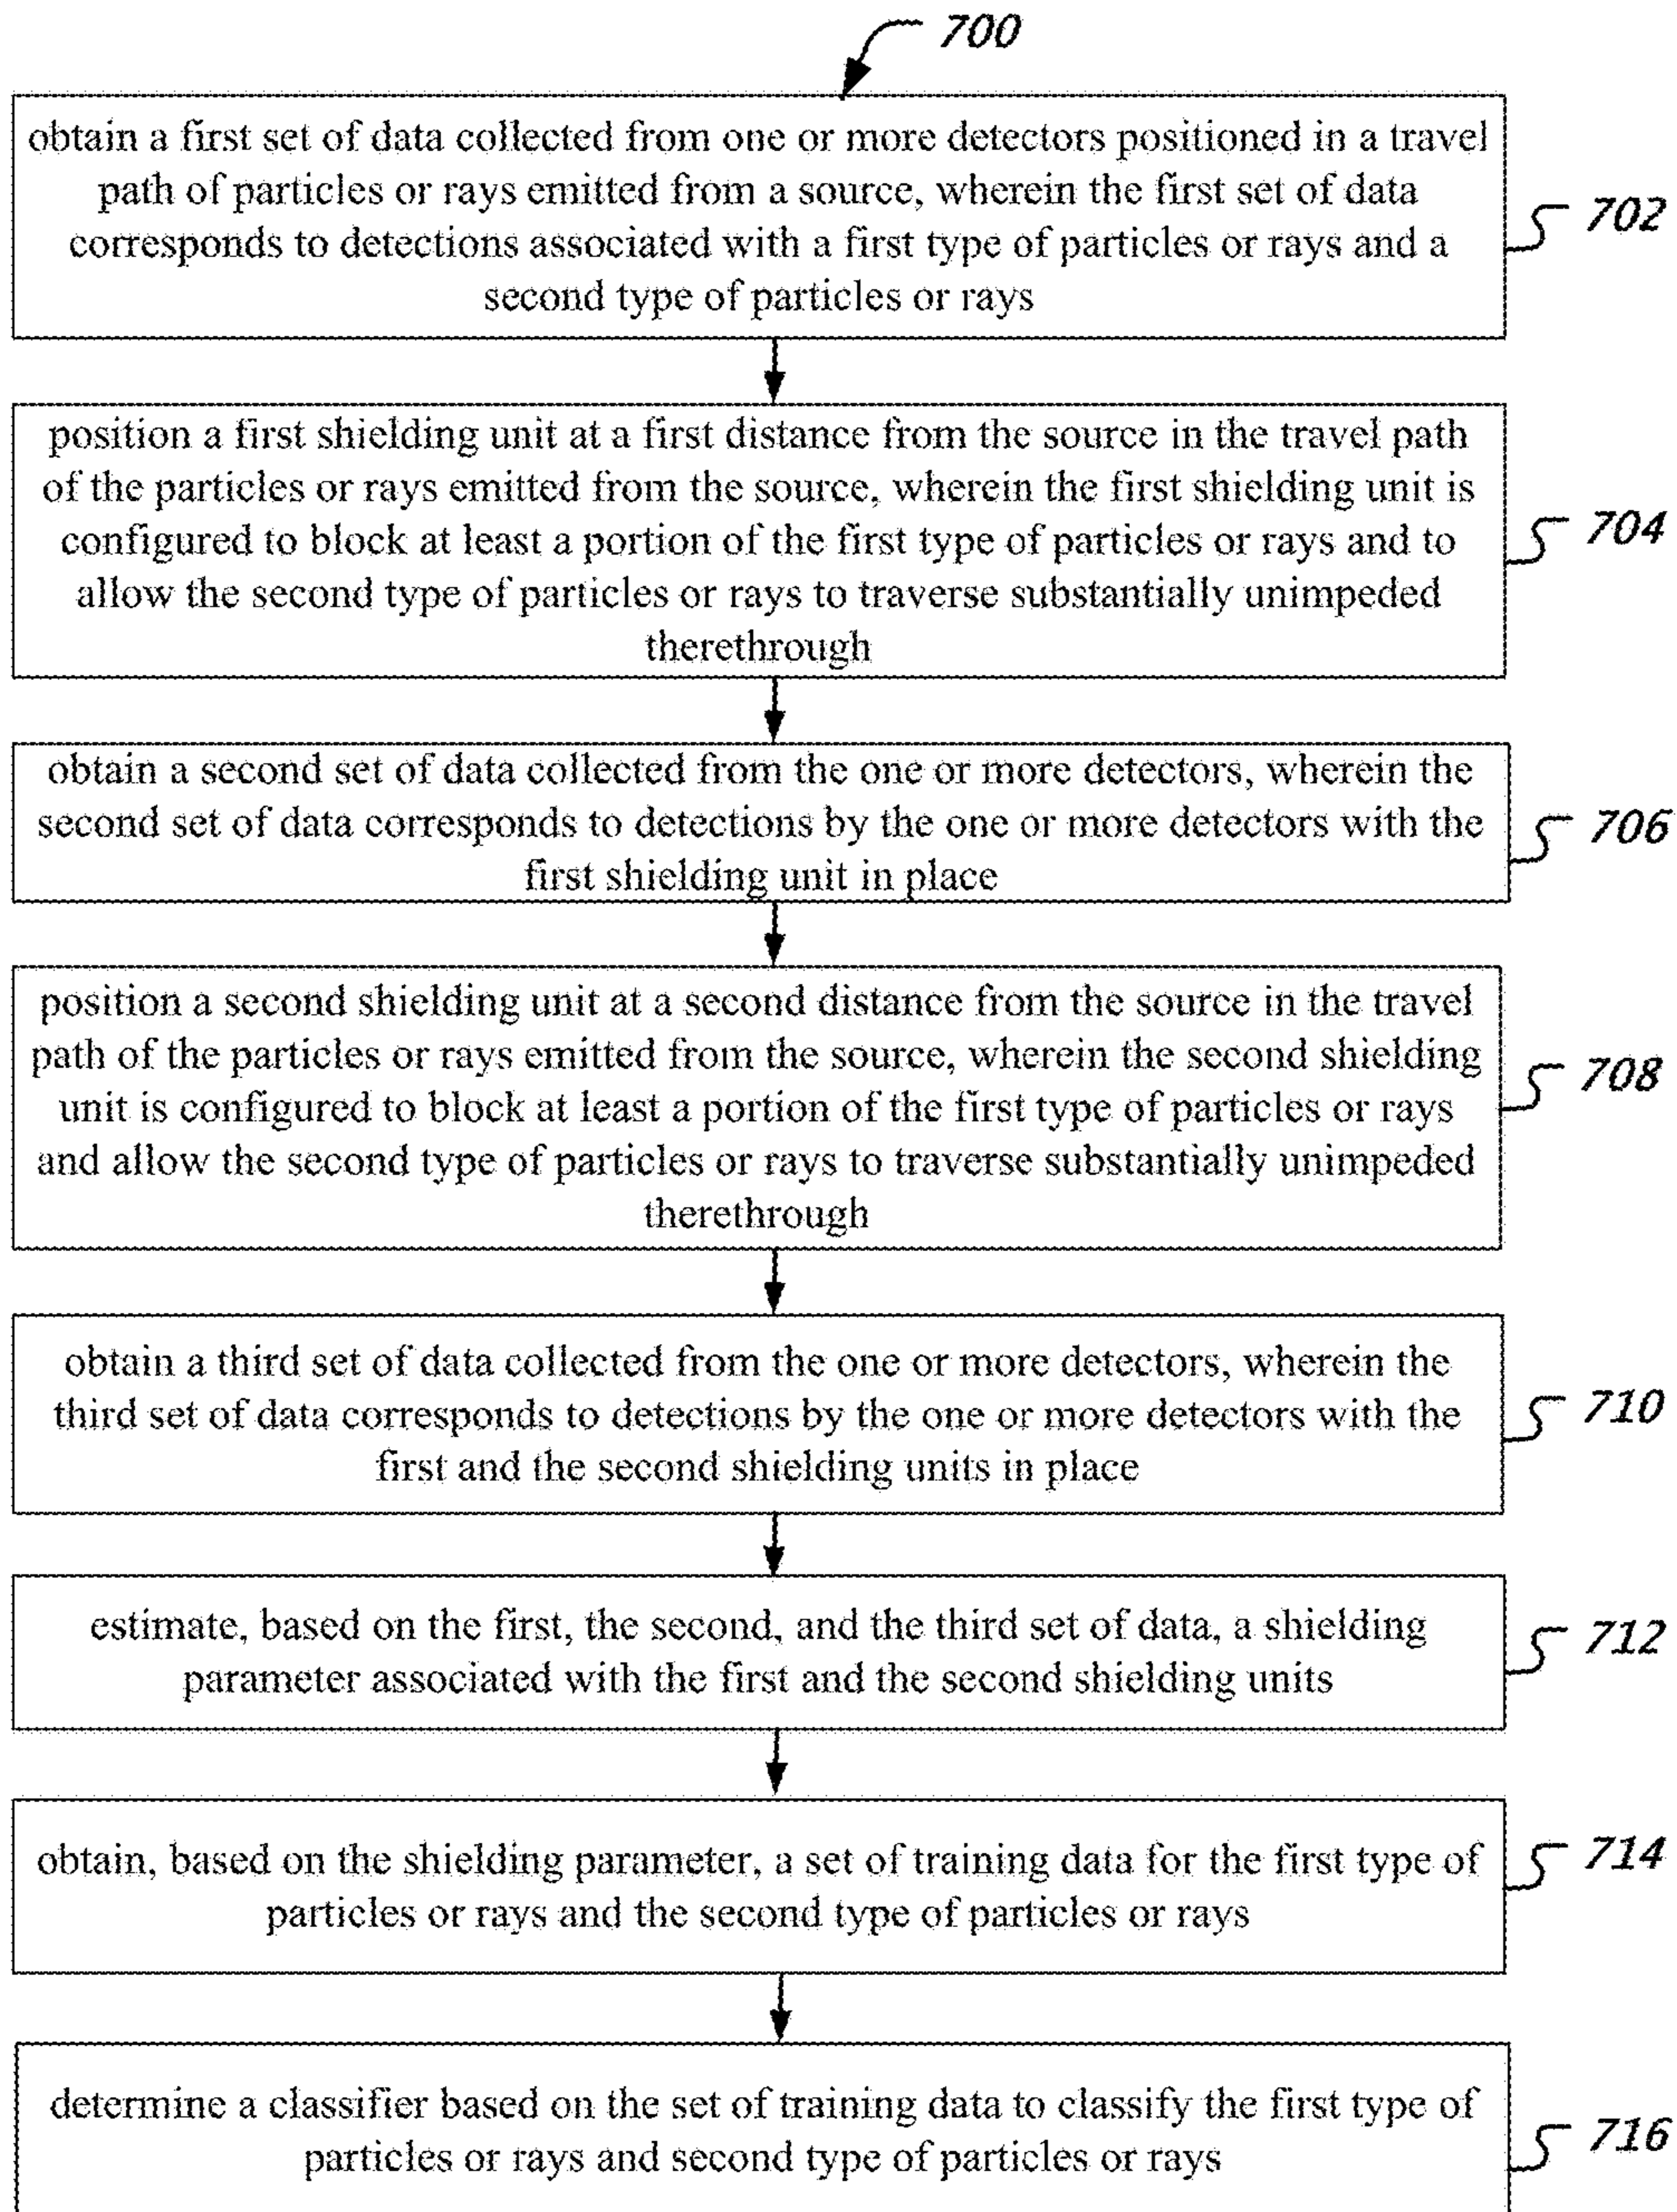 700
obtain a first set of data collected from one or more detectors positioned in a travel
path of particles or rays emitted from a source, wherein the first set of data
corresponds to detections associated with a first type of particles or rays and a
second type of particles or rays
702
position a first shielding unit at a first distance from the source in the travel path
of the particles or rays emitted from the source, wherein the first shielding unit is
configured to block at least a portion of the first type of particles or rays and to
allow the second type of particles or rays to traverse substantially unimpeded
therethrough
704
obtain a second set of data collected from the one or more detectors, wherein the
second set of data corresponds to detections by the one or more detectors with the
first shielding unit in place
706
position a second shielding unit at a second distance from the source in the travel
path of the particles or rays emitted from the source, wherein the second shielding
unit is configured to block at least a portion of the first type of particles or rays
and allow the second type of particles or rays to traverse substantially unimpeded
therethrough
708
obtain a third set of data collected from the one or more detectors, wherein the
third set of data corresponds to detections by the one or more detectors with the
first and the second shielding units in place
710
estimate, based on the first, the second, and the third set of data, a shielding
parameter associated with the first and the second shielding units
712
obtain, based on the shielding parameter, a set of training data for the first type of
particles or rays and the second type of particles or rays
714
determine a classifier based on the set of training data to classify the first type of
particles or rays and second type of particles or rays
716